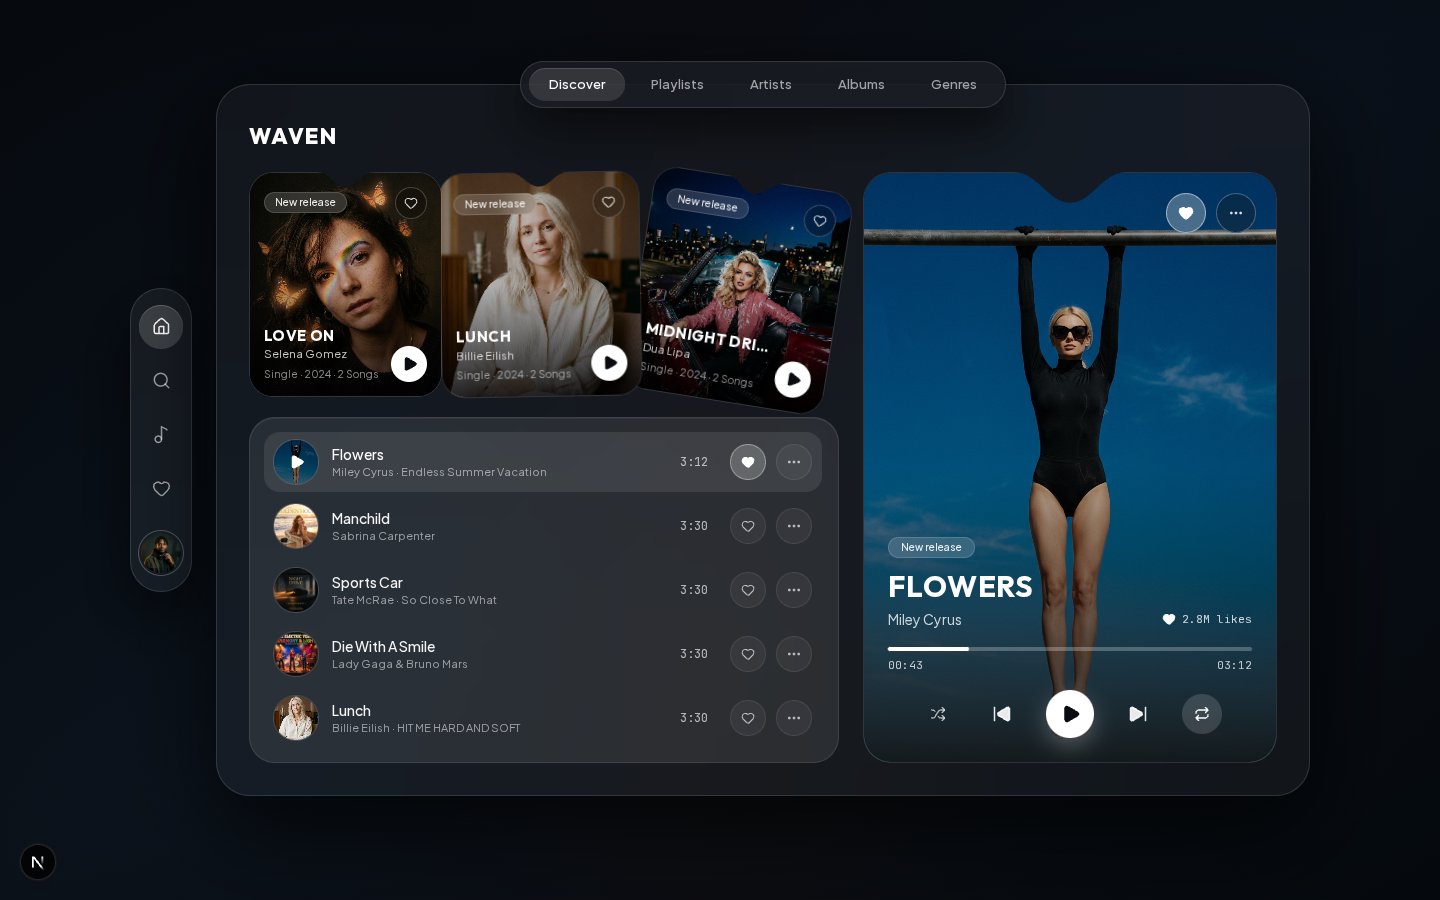 Discover
Playlists
Artists
Albums
Genres
WAVEN
New release
LOVE ON
Selena Gomez
Single · 2024 · 2 Songs
New release
LUNCH
Billie Eilish
Single · 2024 · 2 Songs
New release
MIDNIGHT DRI...
Dua Lipa
Single · 2024 · 2 Songs
Flowers
Miley Cyrus · Endless Summer Vacation
3:12
Manchild
Sabrina Carpenter
3:30
Sports Car
Tate McRae · So Close To What
3:30
Die With A Smile
Lady Gaga & Bruno Mars
3:30
Lunch
Billie Eilish · HIT ME HARD AND SOFT
3:30
New release
FLOWERS
Miley Cyrus
2.8M likes
00:43
03:12
N